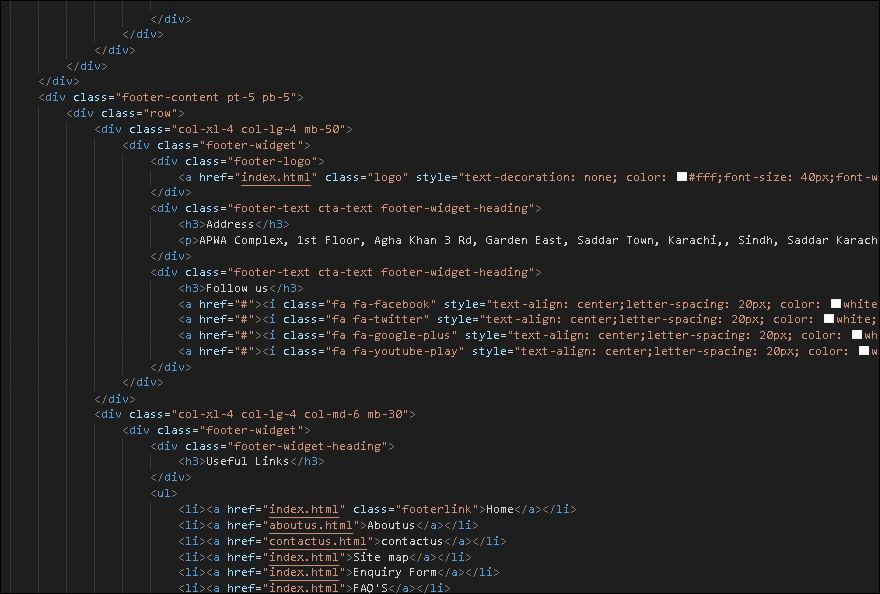 </div>
</div>
</div>
</div>
</div>
<div class="footer-content pt-5 pb-5">
<div class="row">
<div class="col-xl-4 col-lg-4 mb-50">
<div class="footer-widget">
<div class="footer-logo">
<a href="index.html" class="logo" style="text-decoration: none; color: #fff;font-size: 40px;font-w
</div>
<div class="footer-text cta-text footer-widget-heading">
<h3>Address</h3>
<p>APWA Complex, 1st Floor, Agha Khan 3 Rd, Garden East, Saddar Town, Karachi,, Sindh, Saddar Karach
</div>
<div class="footer-text cta-text footer-widget-heading">
<h3>Follow us</h3>
<a href="#"><i class="fa fa-facebook" style="text-align: center;letter-spacing: 20px; color: white
<a href="#"><i class="fa fa-twitter" style="text-align: center;letter-spacing: 20px; color: white;
<a href="#"><i class="fa fa-google-plus" style="text-align: center;letter-spacing: 20px; color: wh
<a href="#"><i class="fa fa-youtube-play" style="text-align: center;letter-spacing: 20px; color: w
</div>
</div>
</div>
<div class="col-xl-4 col-lg-4 col-md-6 mb-30">
<div class="footer-widget">
<div class="footer-widget-heading">
<h3>Useful Links</h3>
</div>
<ul>
<li><a href="index.html" class="footerlink">Home</a></li>
<li><a href="aboutus.html">Aboutus</a></li>
<li><a href="contactus.html">contactus</a></li>
<li><a href="index.html">Site map</a></li>
<li><a href="index.html">Enquiry Form</a></li>
<li><a href="index.html">FAQ'S</a></li>